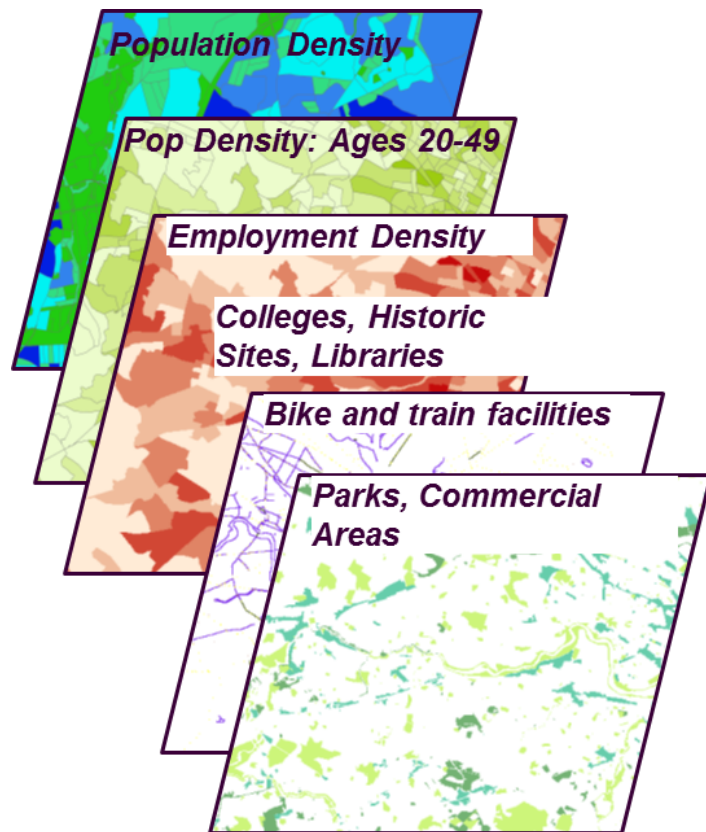 Population Density
Pop Density: Ages 20-49
Employment Density
Colleges, Historic
Sites, Libraries
Bike and train facilities
Parks, Commercial
Areas